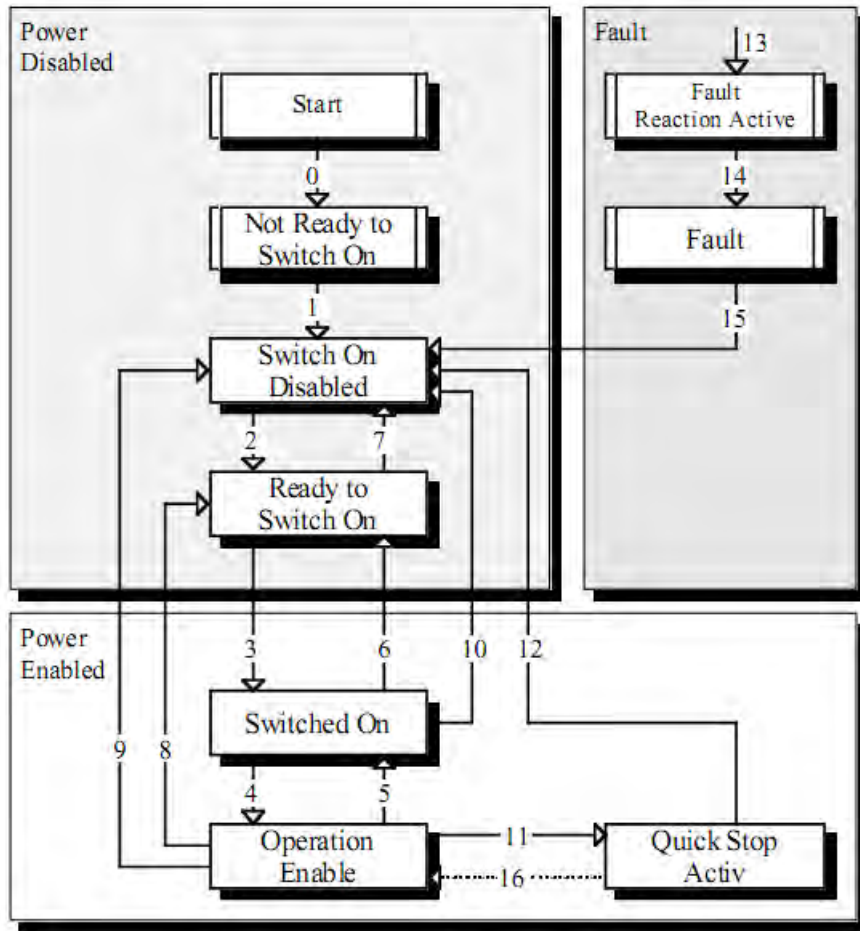 Power
Disabled
Start
0
Not Ready to
Switch On
1
Switch On
Disabled
2
7
Ready to
Switch On
Fault
13
Fault
Reaction Active
14
Fault
15
Power
Enabled
3
6
10
12
Switched On
9
8
4
5
Operation
Enable
11
16
Quick Stop
Activ